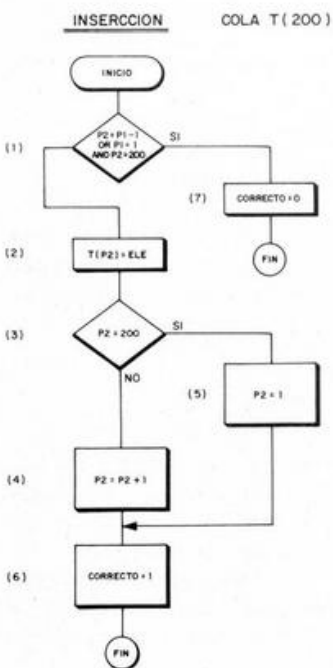 INSERCCION COLA T(200)
INICIO
P2=P1-1
OR P1=1
AND P2=200
SI
(1)
(7)
CORRECTO=0
FIN
(2)
T(P2)=ELE
(3)
P2=200
SI
NO
(5)
P2=1
(4)
P2=P2+1
(6)
CORRECTO=1
FIN